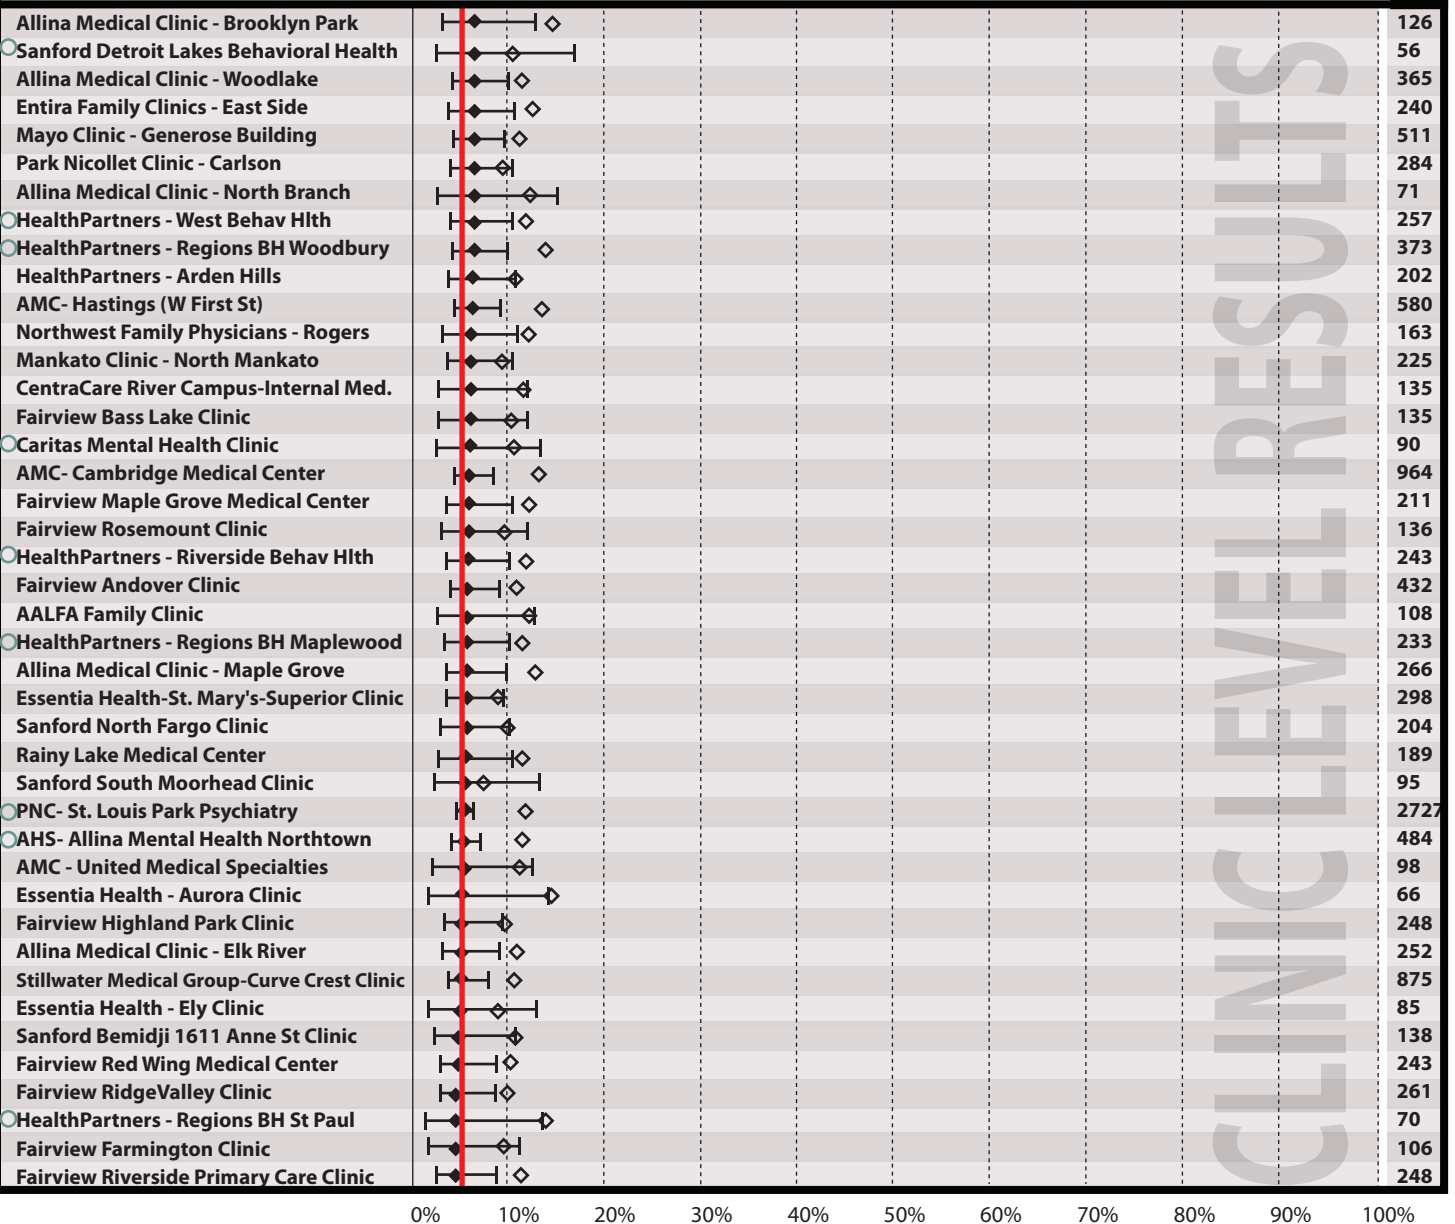 Allina Medical Clinic - Brooklyn Park 126
Sanford Detroit Lakes Behavioral Health 56
Allina Medical Clinic - Woodlake 365
Entira Family Clinics - East Side 240
Mayo Clinic - Generose Building 511
Park Nicollet Clinic - Carlson 284
Allina Medical Clinic - North Branch 71
HealthPartners - West Behav Hlth 257
HealthPartners - Regions BH Woodbury 373
HealthPartners - Arden Hills 202
AMC- Hastings (W First St) 580
Northwest Family Physicians - Rogers 163
Mankato Clinic - North Mankato 225
CentraCare River Campus-Internal Med. 135
Fairview Bass Lake Clinic 135
Caritas Mental Health Clinic 90
AMC- Cambridge Medical Center 964
Fairview Maple Grove Medical Center 211
Fairview Rosemount Clinic 136
HealthPartners - Riverside Behav Hlth 243
Fairview Andover Clinic 432
AALFA Family Clinic 108
HealthPartners - Regions BH Maplewood 233
Allina Medical Clinic - Maple Grove 266
Essentia Health-St. Mary's-Superior Clinic 298
Sanford North Fargo Clinic 204
Rainy Lake Medical Center 189
Sanford South Moorhead Clinic 95
PNC- St. Louis Park Psychiatry 2727
AHS- Allina Mental Health Northtown 484
AMC - United Medical Specialties 98
Essentia Health - Aurora Clinic 66
Fairview Highland Park Clinic 248
Allina Medical Clinic - Elk River 252
Stillwater Medical Group-Curve Crest Clinic 875
Essentia Health - Ely Clinic 85
Sanford Bemidji 1611 Anne St Clinic 138
Fairview Red Wing Medical Center 243
Fairview RidgeValley Clinic 261
HealthPartners - Regions BH St Paul 70
Fairview Farmington Clinic 106
Fairview Riverside Primary Care Clinic 248
0% 10% 20% 30% 40% 50% 60% 70% 80% 90% 100%
CLINIC LEVEL RESULTS